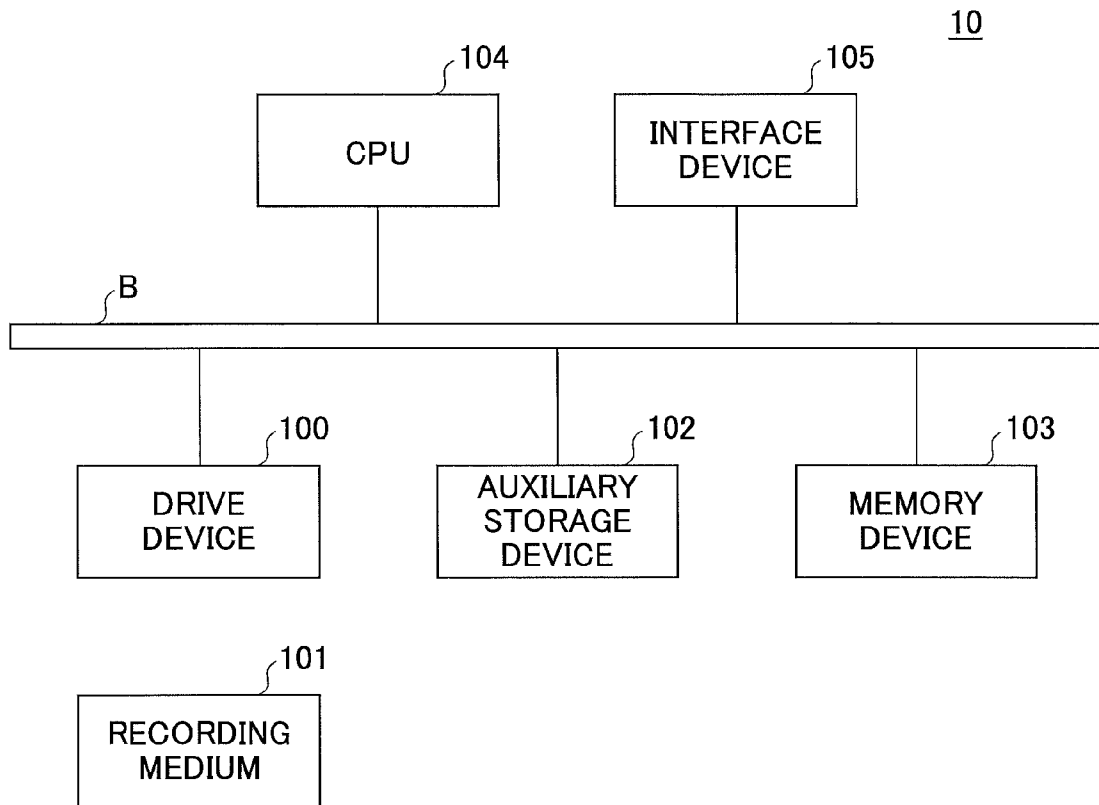 10
104
CPU
105
INTERFACE
DEVICE
B
100
DRIVE
DEVICE
102
AUXILIARY
STORAGE
DEVICE
103
MEMORY
DEVICE
101
RECORDING
MEDIUM